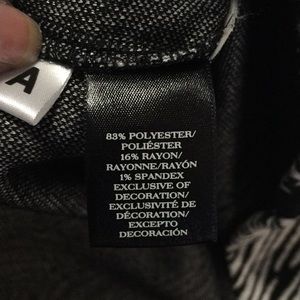 A
83% POLYESTER/
POLIÉSTER
16% RAYON/
RAYONNE/RAYÓN
1% SPANDEX
EXCLUSIVE OF
DECORATION/
EXCLUSIVITÉ DE
DÉCORATION/
EXCEPTO
DECORACIÓN